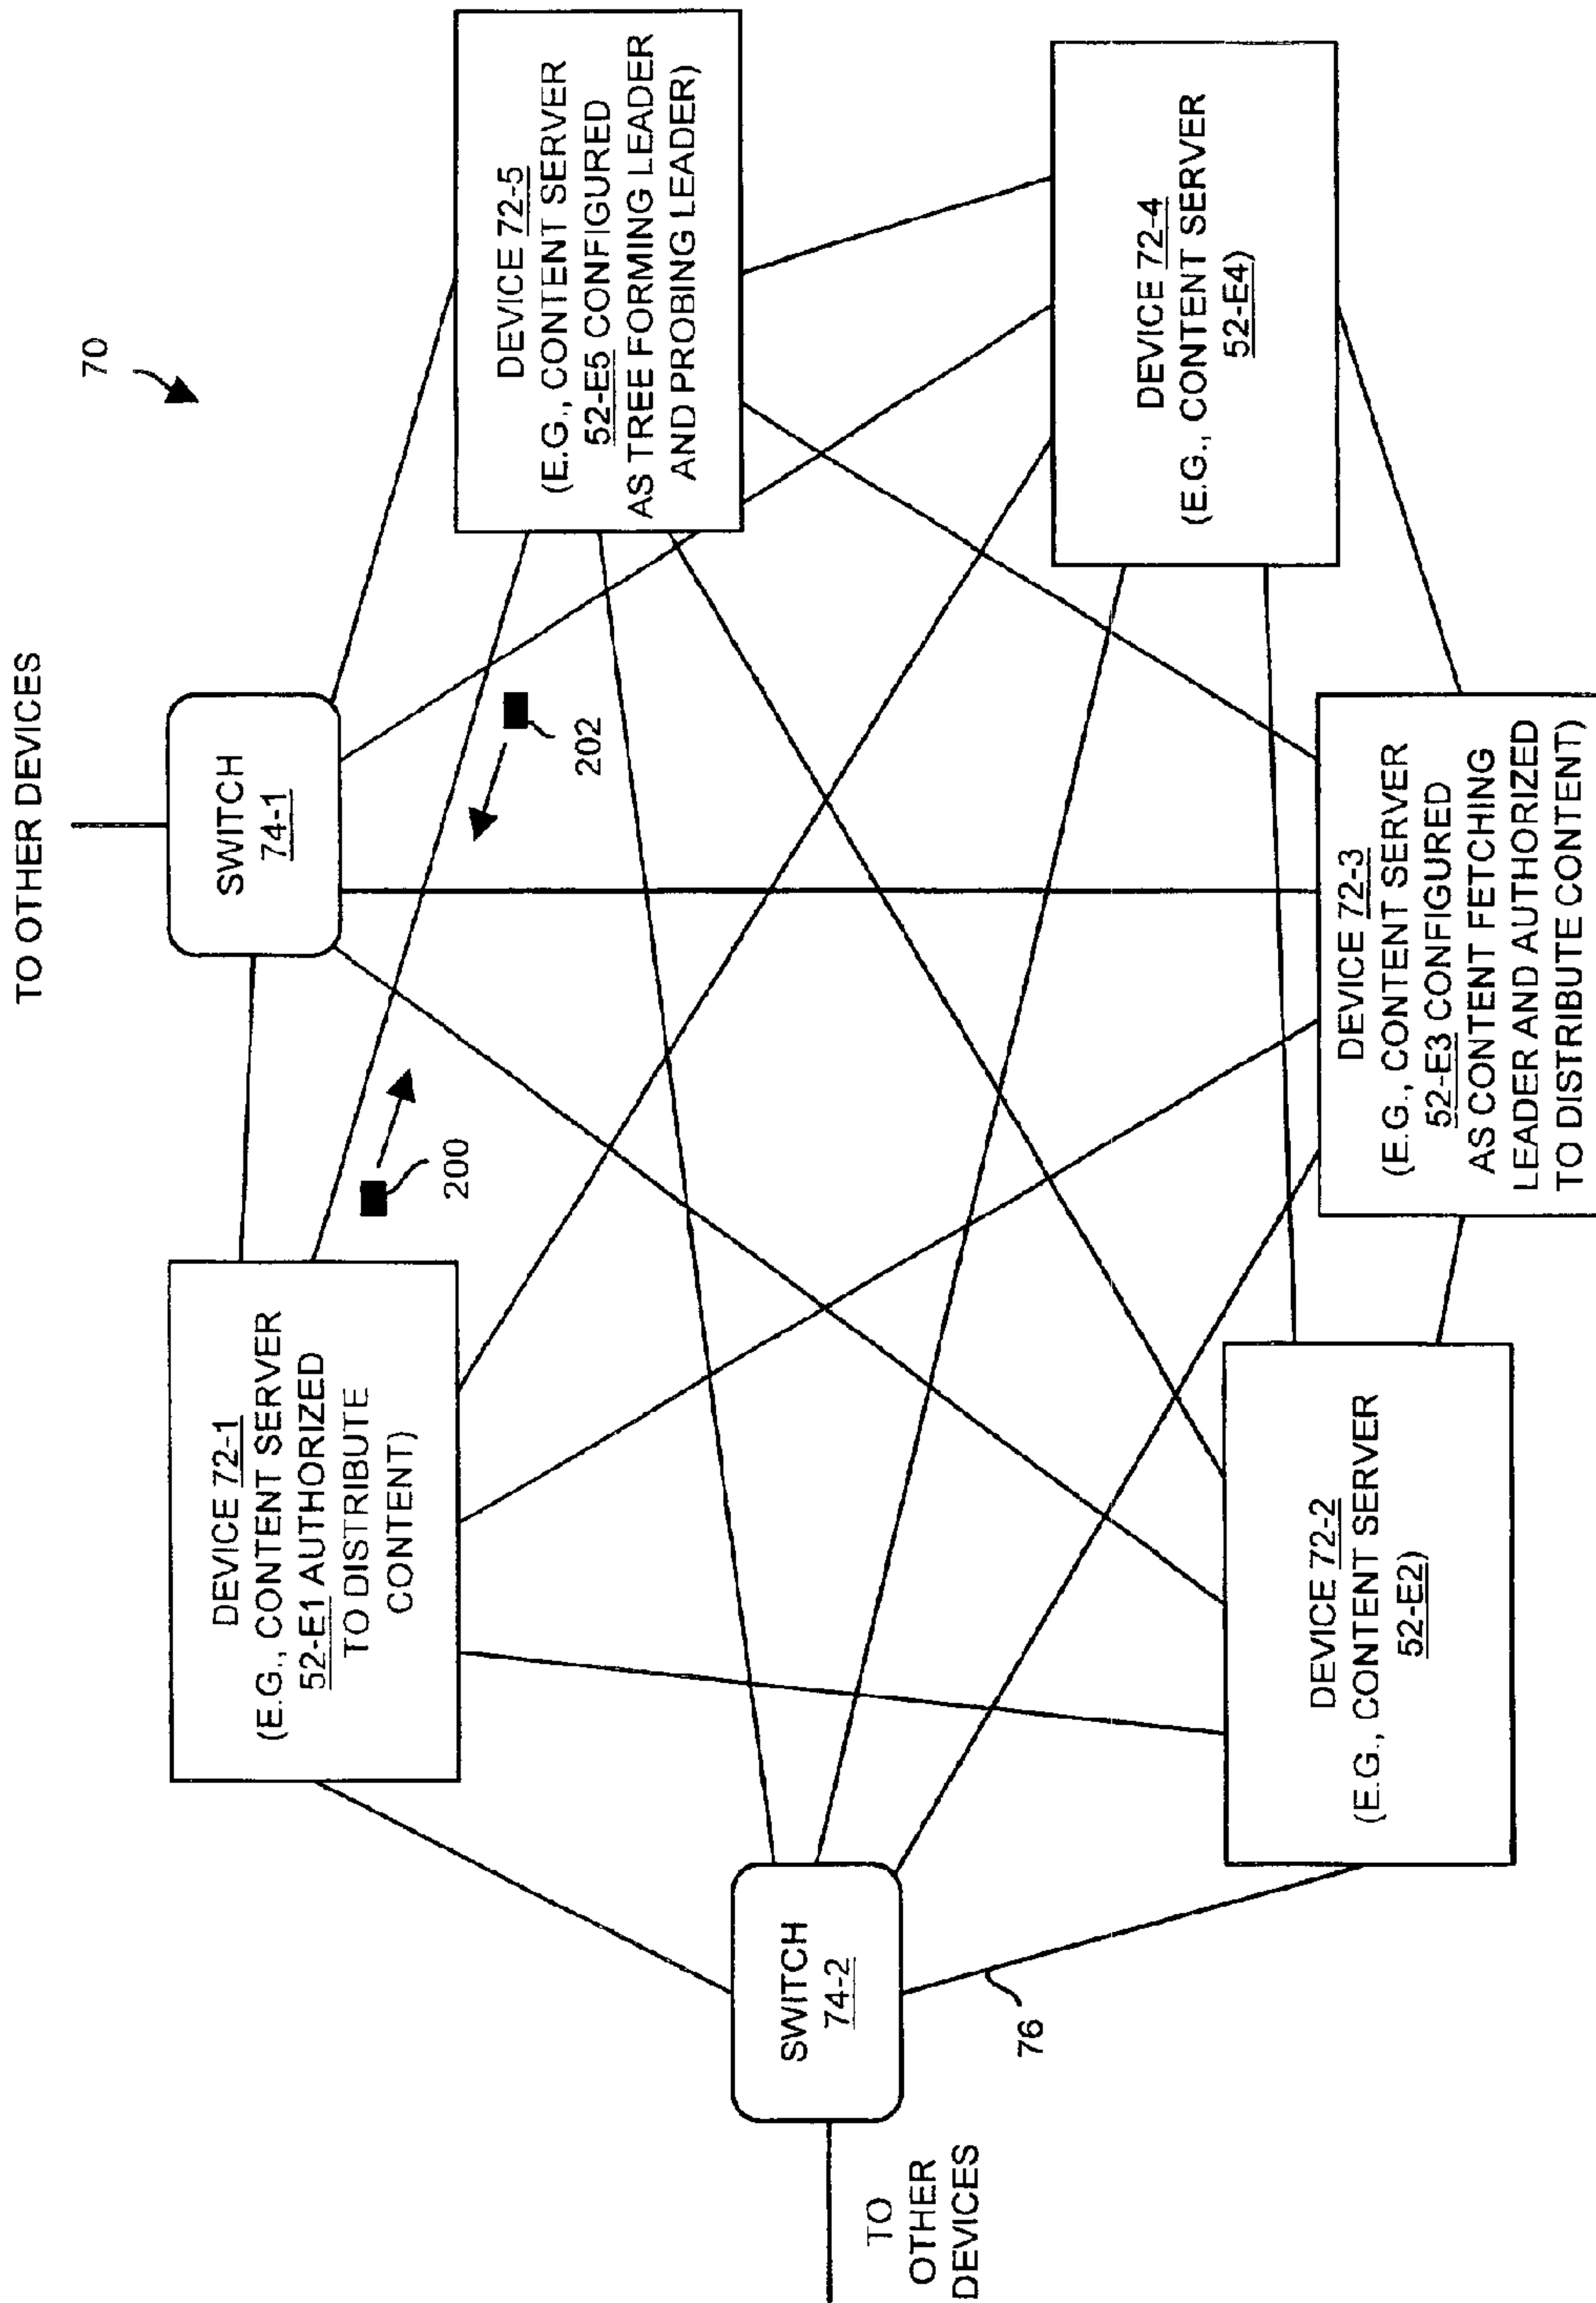 70
TO OTHER DEVICES
SWITCH
74-1
DEVICE 72-1
(E.G., CONTENT SERVER
52-E1 AUTHORIZED
TO DISTRIBUTE
CONTENT)
200
202
DEVICE 72-5
(E.G., CONTENT SERVER
52-E5 CONFIGURED
AS TREE FORMING LEADER
AND PROBING LEADER)
SWITCH
74-2
TO
OTHER
DEVICES
76
DEVICE 72-2
(E.G., CONTENT SERVER
52-E2)
DEVICE 72-3
(E.G., CONTENT SERVER
52-E3 CONFIGURED
AS CONTENT FETCHING
LEADER AND AUTHORIZED
TO DISTRIBUTE CONTENT)
DEVICE 72-4
(E.G., CONTENT SERVER
52-E4)